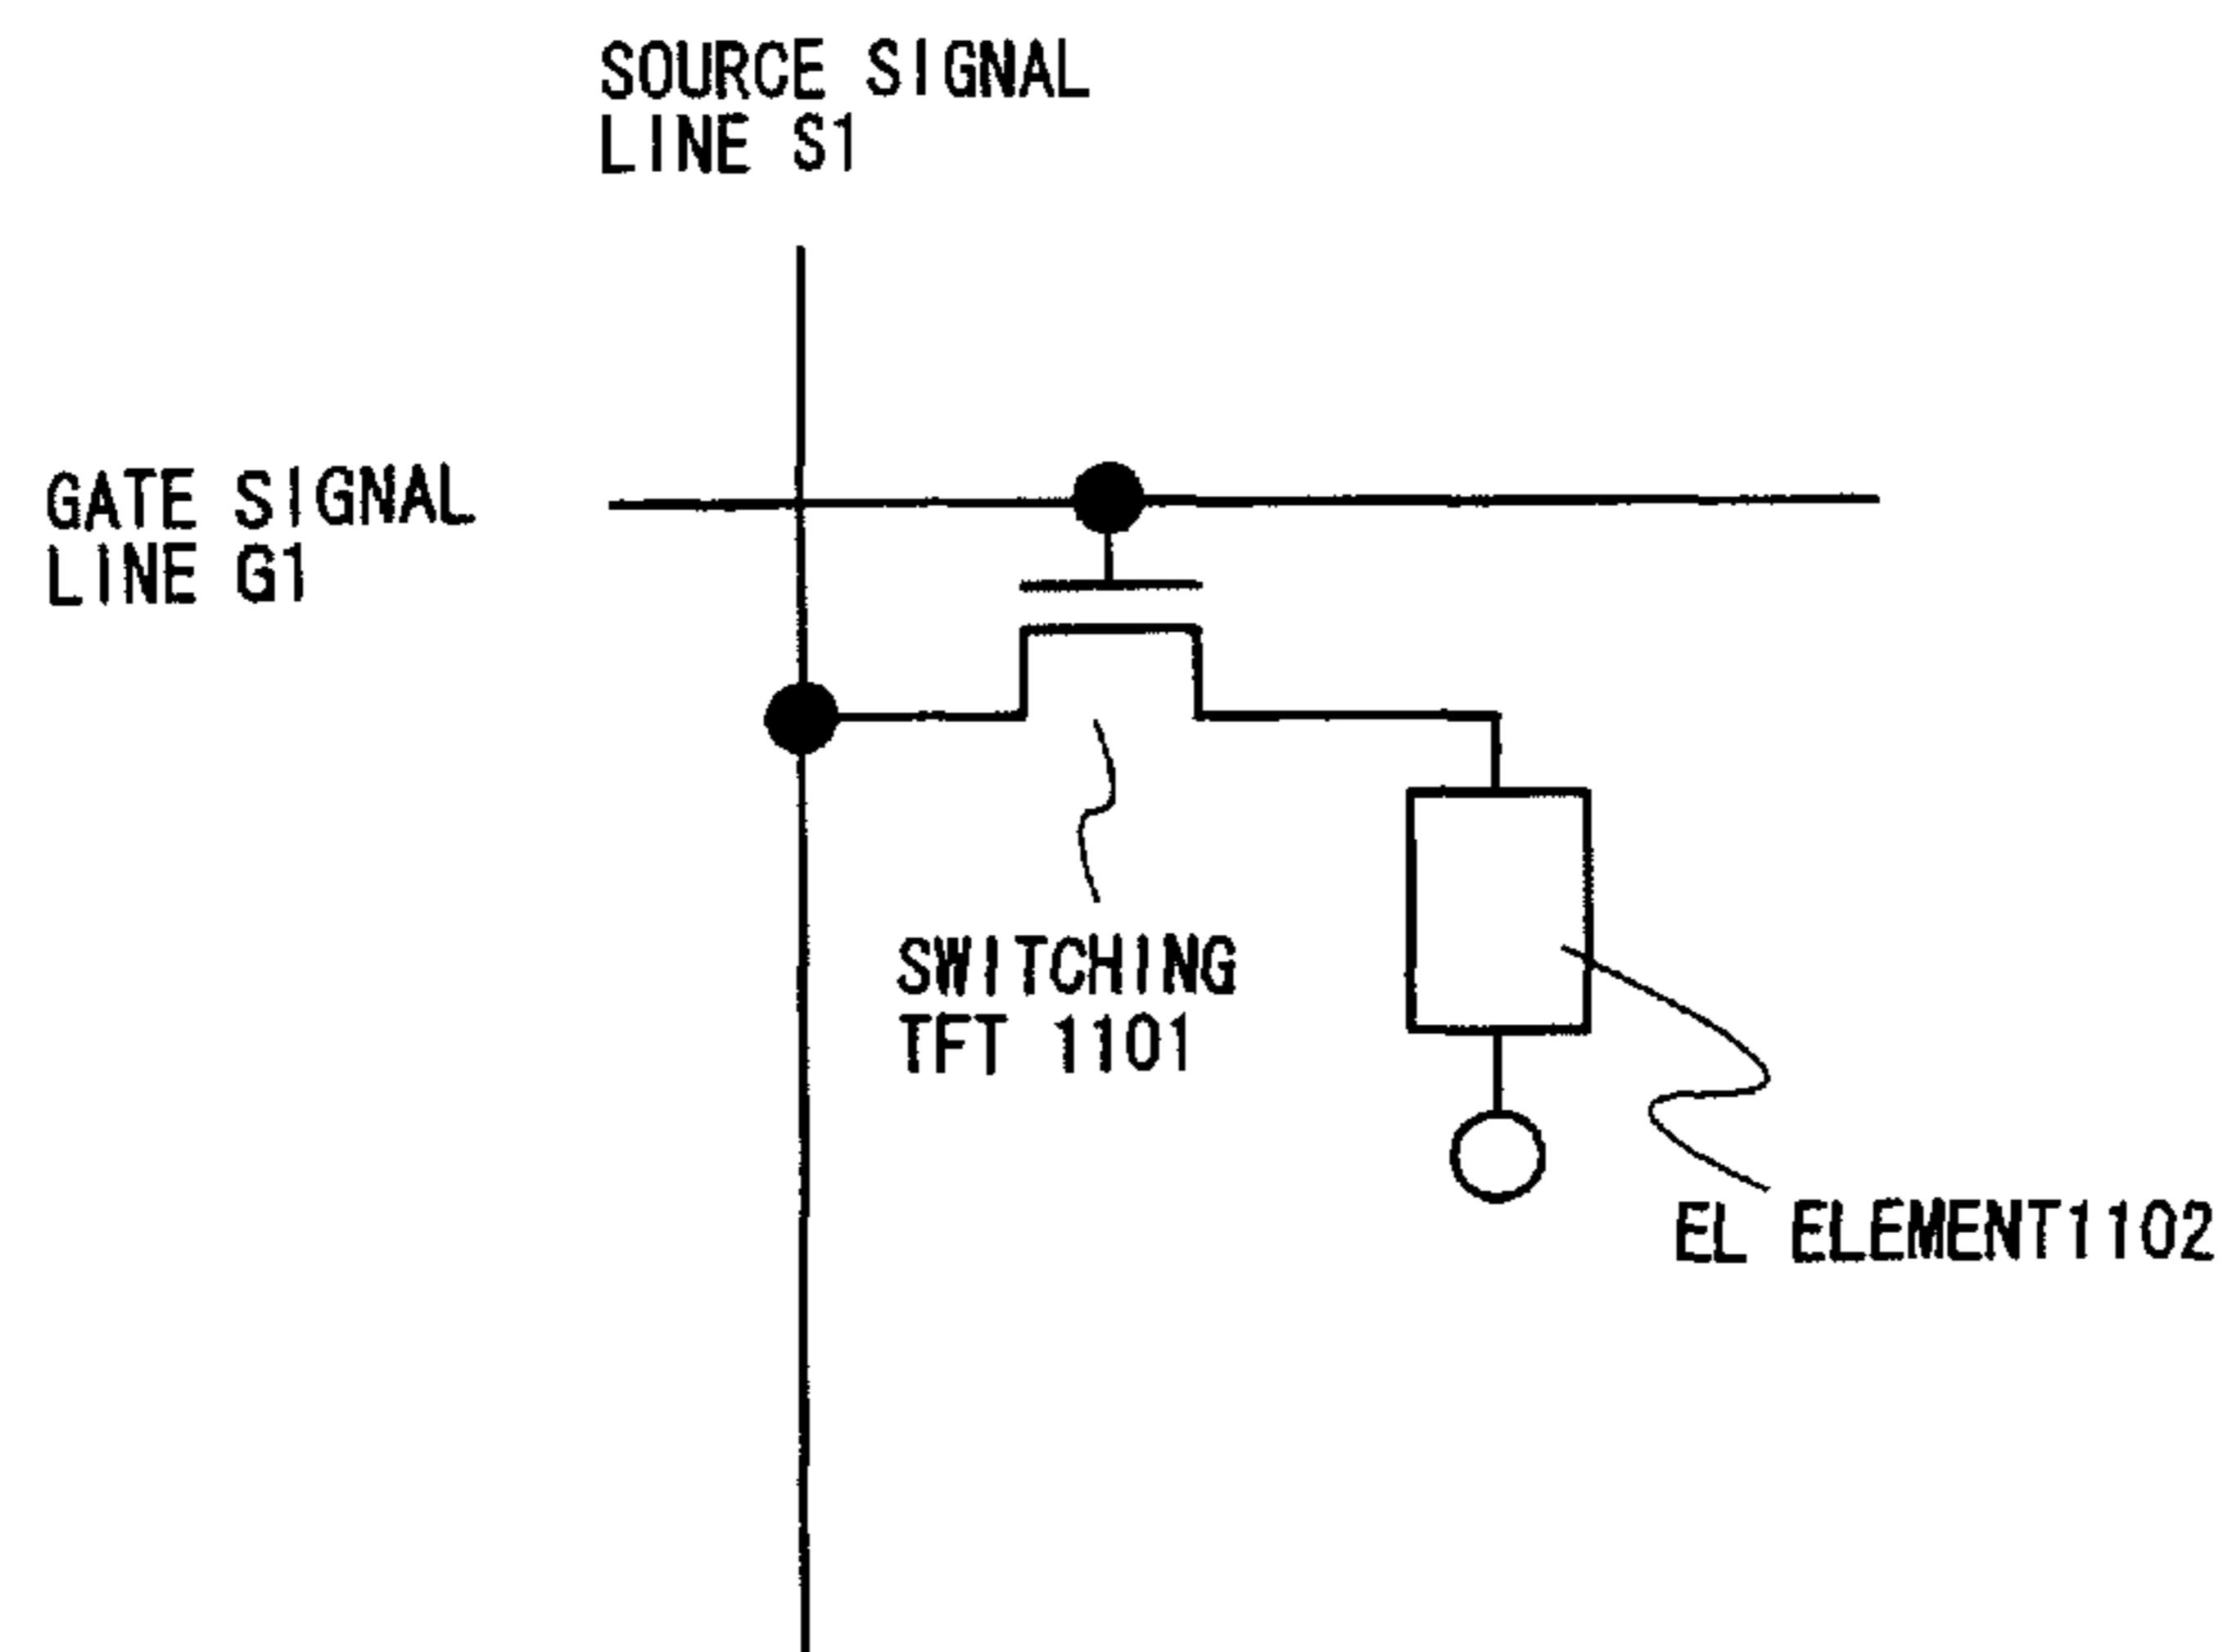 SOURCE SIGNAL
LINE S1
GATE SIGNAL
LINE G1
SWITCHING
TFT 1101
EL ELEMENT1102